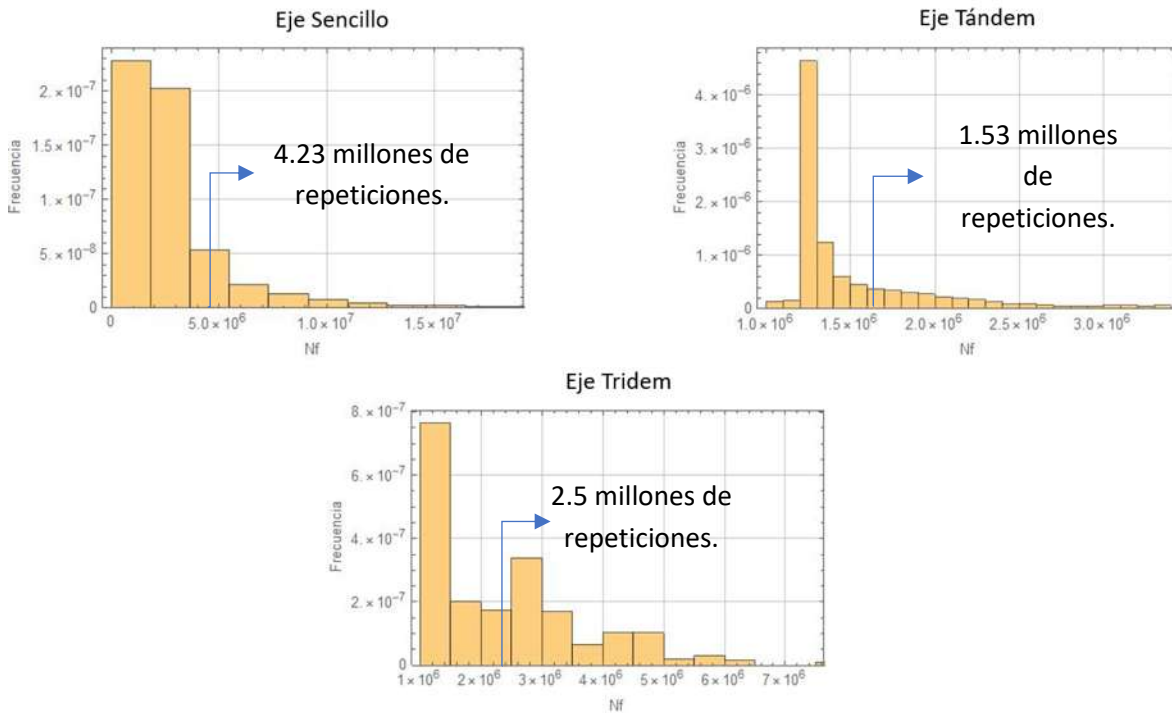 Eje Sencillo
Frecuencia
2. × 10⁻⁷
1.5 × 10⁻⁷
1. × 10⁻⁷
5. × 10⁻⁸
0
4.23 millones de
repeticiones.
0
5.0 × 10⁶
1.0 × 10⁷
1.5 × 10⁷
Nf
Eje Tándem
Frecuencia
4. × 10⁻⁶
3. × 10⁻⁶
2. × 10⁻⁶
1. × 10⁻⁶
0
1.53 millones
de
repeticiones.
1.0 × 10⁶
1.5 × 10⁶
2.0 × 10⁶
2.5 × 10⁶
3.0 × 10⁶
Nf
Eje Tridem
Frecuencia
8. × 10⁻⁷
6. × 10⁻⁷
4. × 10⁻⁷
2. × 10⁻⁷
0
2.5 millones de
repeticiones.
1 × 10⁶
2 × 10⁶
3 × 10⁶
4 × 10⁶
5 × 10⁶
6 × 10⁶
7 × 10⁶
Nf